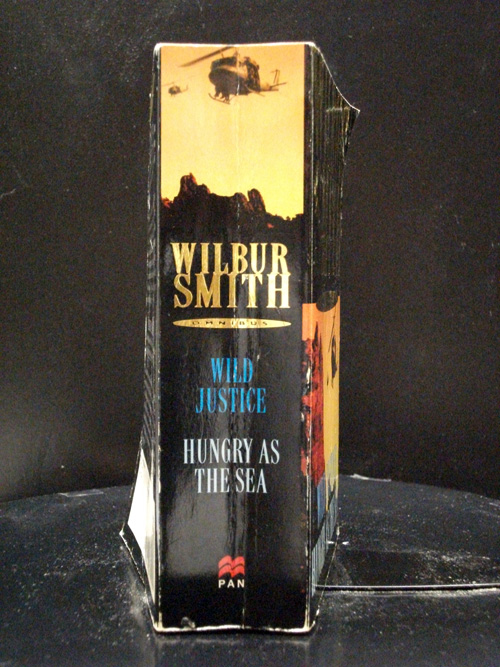 WILBUR
SMITH
OMNIBUS
WILD
JUSTICE
HUNGRY AS
THE SEA
PAN